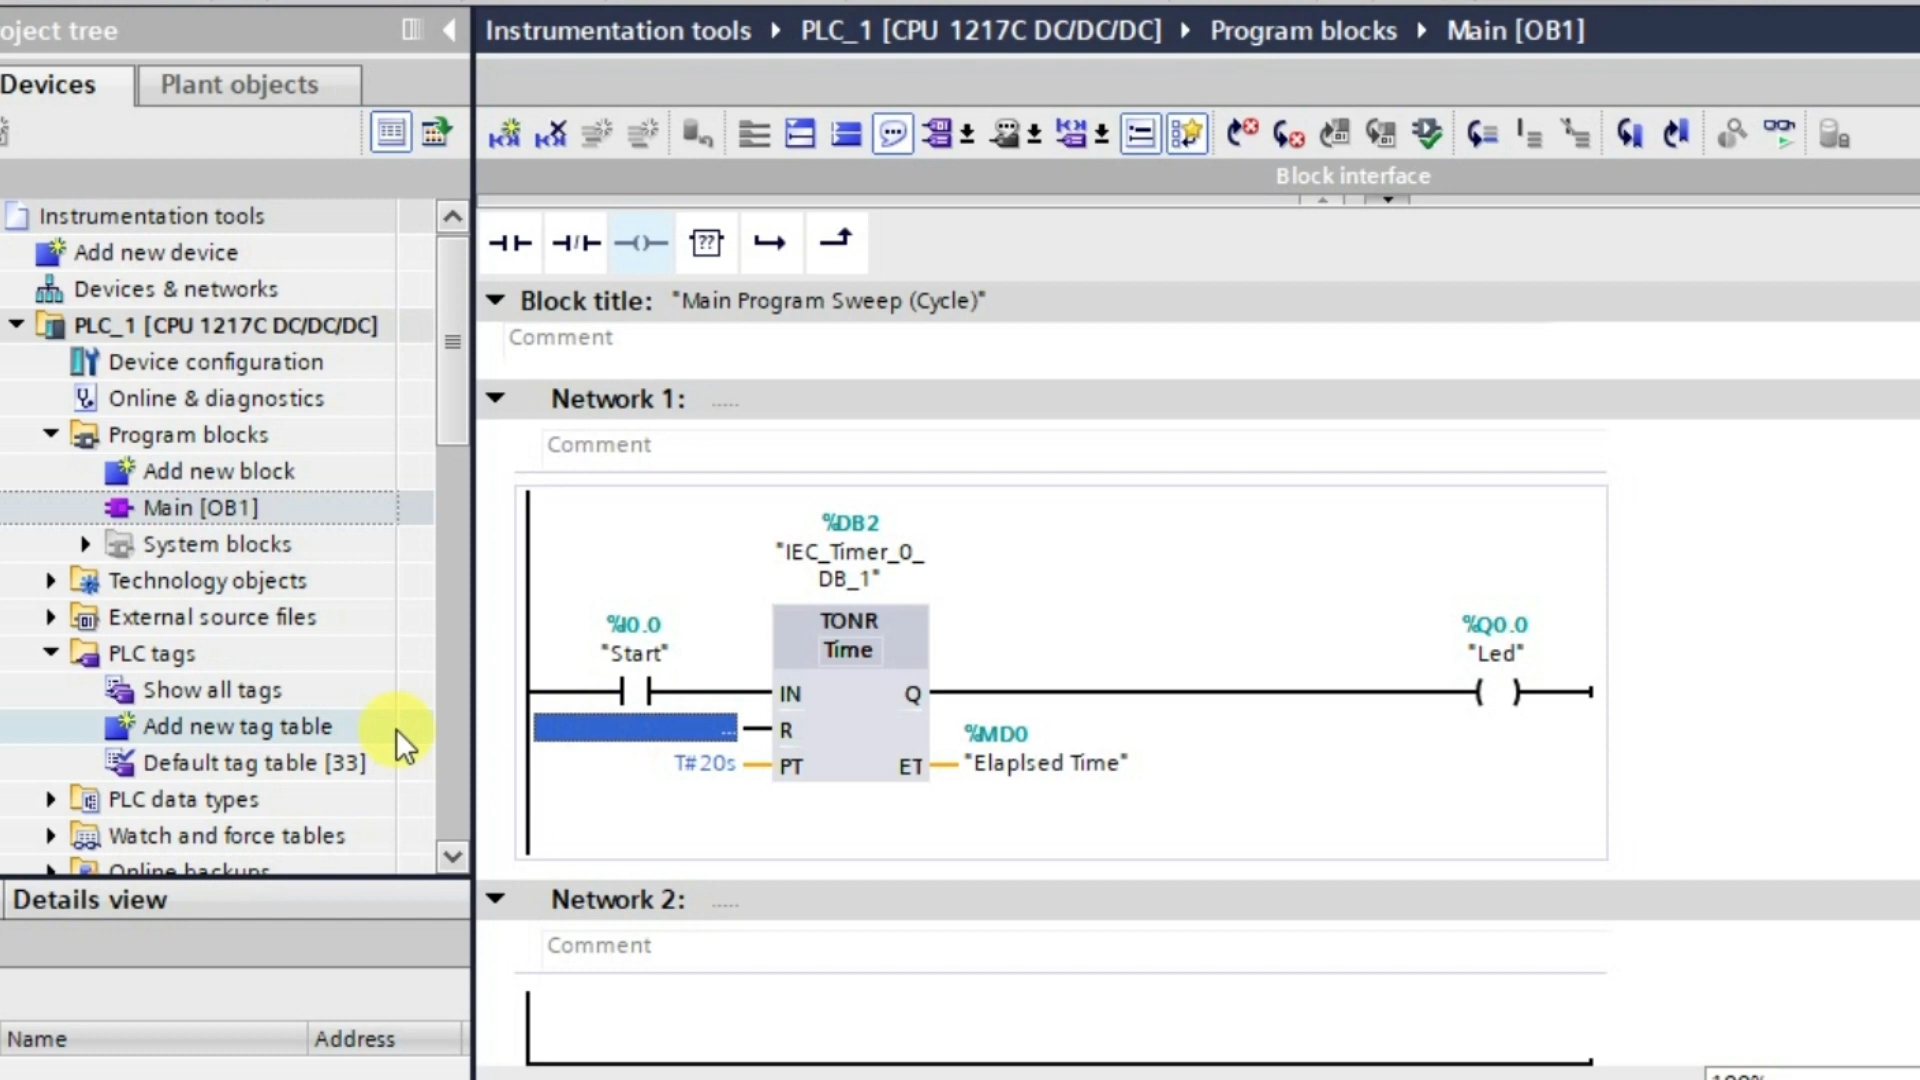 oject tree
Instrumentation tools PLC_1 [CPU 1217C DC/DC/DC] Program blocks Main [OB1]
Devices
Plant objects
Block interface
Instrumentation tools
Add new device
Devices & networks
PLC_1 [CPU 1217C DC/DC/DC]
Device configuration
Online & diagnostics
Program blocks
Add new block
Main [OB1]
System blocks
Technology objects
External source files
PLC tags
Show all tags
Add new tag table
Default tag table [33]
PLC data types
Watch and force tables
Online backups
Details view
Name Address
??
Block title: "Main Program Sweep (Cycle)"
Comment
Network 1: .....
Comment
%DB2
"IEC_Timer_0_
DB_1"
TONR
Time
%I0.0
"Start"
%Q0.0
"Led"
IN Q
... R
%MD0
T#20s PT ET "Elaplsed Time"
Network 2: .....
Comment
100%